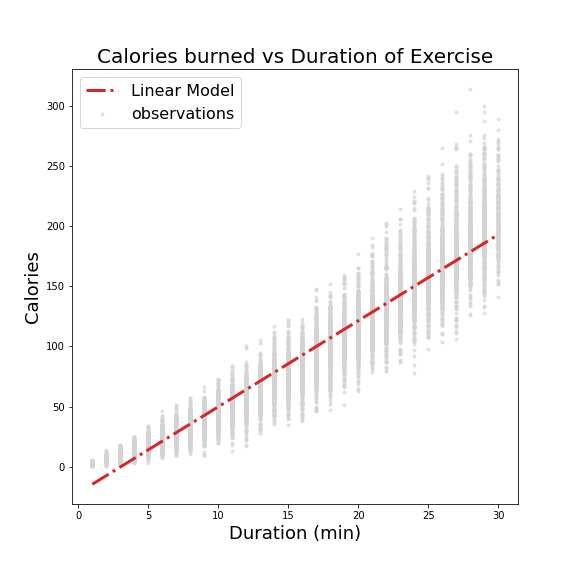 Calories burned vs Duration of Exercise
Linear Model
observations
300
250
200
150
100
50
0
Calories
0 5 10 15 20 25 30
Duration (min)